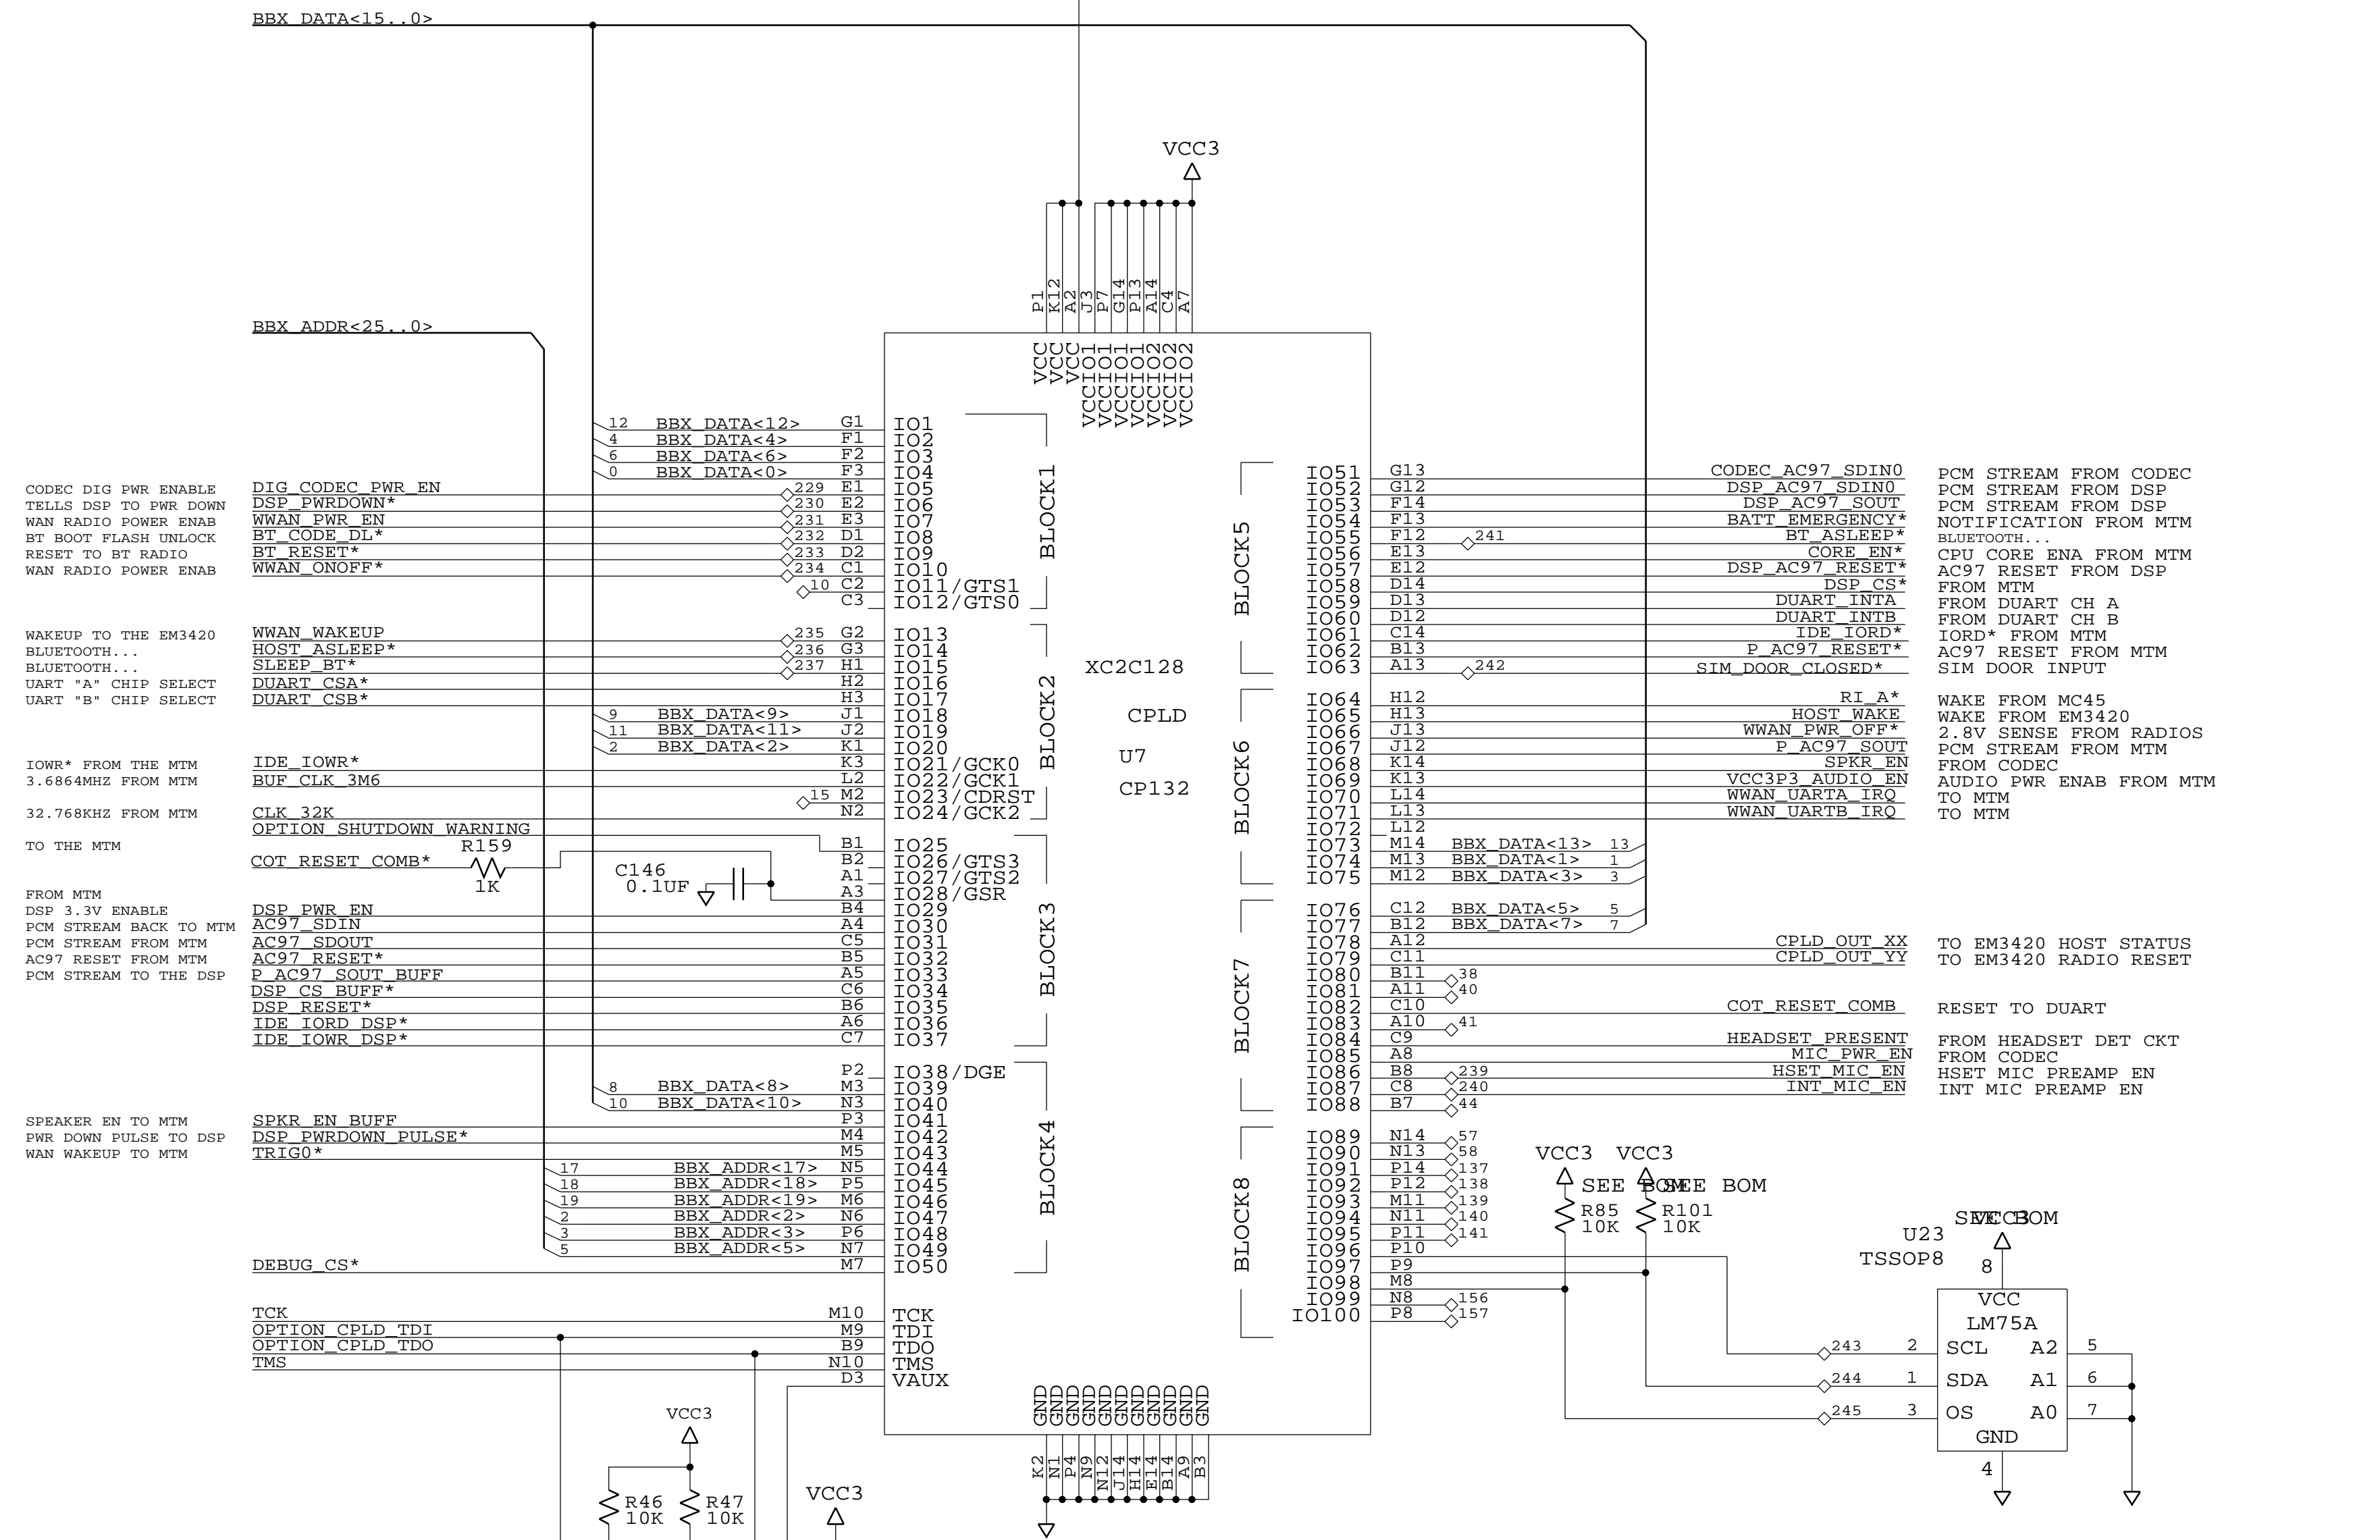 BBX_DATA<15..0>
VCC3
BBX_ADDR<25..0>
P1 K12 A2 J3 P7 G14 P13 A14 C4 A7
VCC VCC VCC VCCIO1 VCCIO1 VCCIO1 VCCIO1 VCCIO2 VCCIO2 VCCIO2
12 BBX_DATA<12> G1 IO1
4 BBX_DATA<4> F1 IO2
6 BBX_DATA<6> F2 IO3
0 BBX_DATA<0> F3 IO4
CODEC DIG PWR ENABLE DIG_CODEC_PWR_EN 229 E1 IO5
TELLS DSP TO PWR DOWN DSP_PWRDOWN* 230 E2 IO6
WAN RADIO POWER ENAB WWAN_PWR_EN 231 E3 IO7
BT BOOT FLASH UNLOCK BT_CODE_DL* 232 D1 IO8
RESET TO BT RADIO BT_RESET* 233 D2 IO9
WAN RADIO POWER ENAB WWAN_ONOFF* 234 C1 IO10
10 C2 IO11/GTS1
C3 IO12/GTS0
BLOCK1
WAKEUP TO THE EM3420 WWAN_WAKEUP 235 G2 IO13
BLUETOOTH... HOST_ASLEEP* 236 G3 IO14
BLUETOOTH... SLEEP_BT* 237 H1 IO15
UART "A" CHIP SELECT DUART_CSA* H2 IO16
UART "B" CHIP SELECT DUART_CSB* H3 IO17
9 BBX_DATA<9> J1 IO18
11 BBX_DATA<11> J2 IO19
2 BBX_DATA<2> K1 IO20
IOWR* FROM THE MTM IDE_IOWR* K3 IO21/GCK0
3.6864MHZ FROM MTM BUF_CLK_3M6 L2 IO22/GCK1
15 M2 IO23/CDRST
32.768KHZ FROM MTM CLK_32K N2 IO24/GCK2
BLOCK2
OPTION_SHUTDOWN_WARNING
TO THE MTM R159 B1 IO25
COT_RESET_COMB* 1K B2 IO26/GTS3
C146 0.1UF A1 IO27/GTS2
FROM MTM A3 IO28/GSR
DSP 3.3V ENABLE DSP_PWR_EN B4 IO29
PCM STREAM BACK TO MTM AC97_SDIN A4 IO30
PCM STREAM FROM MTM AC97_SDOUT C5 IO31
AC97 RESET FROM MTM AC97_RESET* B5 IO32
PCM STREAM TO THE DSP P_AC97_SOUT_BUFF A5 IO33
DSP_CS_BUFF* C6 IO34
DSP_RESET* B6 IO35
IDE_IORD_DSP* A6 IO36
IDE_IOWR_DSP* C7 IO37
BLOCK3
P2 IO38/DGE
8 BBX_DATA<8> M3 IO39
10 BBX_DATA<10> N3 IO40
SPEAKER EN TO MTM SPKR_EN_BUFF P3 IO41
PWR DOWN PULSE TO DSP DSP_PWRDOWN_PULSE* M4 IO42
WAN WAKEUP TO MTM TRIG0* M5 IO43
17 BBX_ADDR<17> N5 IO44
18 BBX_ADDR<18> P5 IO45
19 BBX_ADDR<19> M6 IO46
2 BBX_ADDR<2> N6 IO47
3 BBX_ADDR<3> P6 IO48
5 BBX_ADDR<5> N7 IO49
DEBUG_CS* M7 IO50
BLOCK4
TCK M10 TCK
OPTION_CPLD_TDI M9 TDI
OPTION_CPLD_TDO B9 TDO
TMS N10 TMS
D3 VAUX
XC2C128
CPLD
U7
CP132
BLOCK5
IO51 G13 CODEC_AC97_SDIN0 PCM STREAM FROM CODEC
IO52 G12 DSP_AC97_SDIN0 PCM STREAM FROM DSP
IO53 F14 DSP_AC97_SOUT PCM STREAM FROM DSP
IO54 F13 BATT_EMERGENCY* NOTIFICATION FROM MTM
IO55 F12 241 BT_ASLEEP* BLUETOOTH...
IO56 E13 CORE_EN* CPU CORE ENA FROM MTM
IO57 E12 DSP_AC97_RESET* AC97 RESET FROM DSP
IO58 D14 DSP_CS* FROM MTM
IO59 D13 DUART_INTA FROM DUART CH A
IO60 D12 DUART_INTB FROM DUART CH B
IO61 C14 IDE_IORD* IORD* FROM MTM
IO62 B13 P_AC97_RESET* AC97 RESET FROM MTM
IO63 A13 242 SIM_DOOR_CLOSED* SIM DOOR INPUT
BLOCK6
IO64 H12 RI_A* WAKE FROM MC45
IO65 H13 HOST_WAKE WAKE FROM EM3420
IO66 J13 WWAN_PWR_OFF* 2.8V SENSE FROM RADIOS
IO67 J12 P_AC97_SOUT PCM STREAM FROM MTM
IO68 K14 SPKR_EN FROM CODEC
IO69 K13 VCC3P3_AUDIO_EN AUDIO PWR ENAB FROM MTM
IO70 L14 WWAN_UARTA_IRQ TO MTM
IO71 L13 WWAN_UARTB_IRQ TO MTM
IO72 L12
IO73 M14 BBX_DATA<13> 13
IO74 M13 BBX_DATA<1> 1
IO75 M12 BBX_DATA<3> 3
BLOCK7
IO76 C12 BBX_DATA<5> 5
IO77 B12 BBX_DATA<7> 7
IO78 A12 CPLD_OUT_XX TO EM3420 HOST STATUS
IO79 C11 CPLD_OUT_YY TO EM3420 RADIO RESET
IO80 B11 38
IO81 A11 40
IO82 C10 COT_RESET_COMB RESET TO DUART
IO83 A10 41
IO84 C9 HEADSET_PRESENT FROM HEADSET DET CKT
IO85 A8 MIC_PWR_EN FROM CODEC
IO86 B8 239 HSET_MIC_EN HSET MIC PREAMP EN
IO87 C8 240 INT_MIC_EN INT MIC PREAMP EN
IO88 B7 44
BLOCK8
IO89 N14 57
IO90 N13 58
IO91 P14 137
IO92 P12 138
IO93 M11 139
IO94 N11 140
IO95 P11 141
IO96 P10
IO97 P9
IO98 M8
IO99 N8 156
IO100 P8 157
VCC3 VCC3
SEE BOM SEE BOM
R85 R101
10K 10K
SEE BOM VCC3
U23
TSSOP8
8
VCC
LM75A
243 2 SCL A2 5
244 1 SDA A1 6
245 3 OS A0 7
GND
4
GND GND GND GND GND GND GND GND GND GND GND
K2 N1 P4 N9 N12 J14 H14 E14 B14 A9 B3
VCC3
R46 R47
10K 10K
VCC3